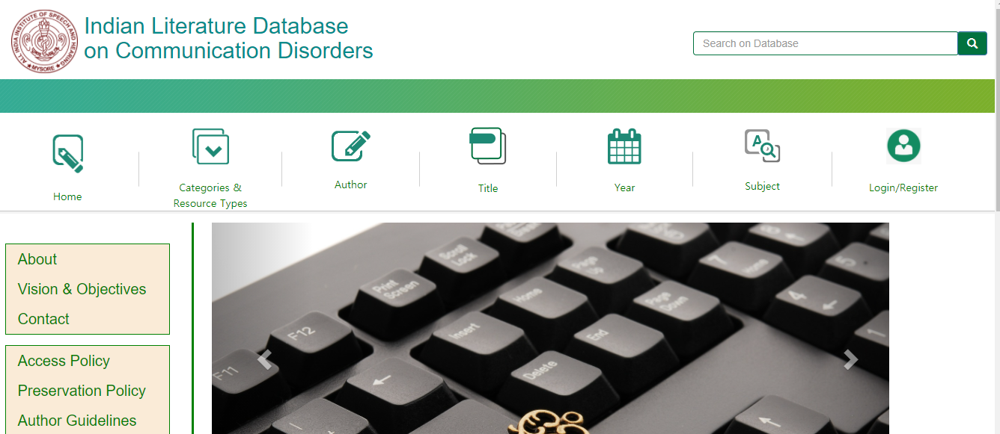 ALL INDIA INSTITUTE OF SPEECH AND HEARING
MYSORE
Indian Literature Database
on Communication Disorders
Search on Database
Home
Categories &
Resource Types
Author
Title
Year
A
Subject
Login/Register
About
Vision & Objectives
Contact
Access Policy
Preservation Policy
Author Guidelines
Scroll
Lock
Print
Screen
Page
Up
Home
Page
Down
Insert
End
Delete
F12
F11
7 Home
5
4
1